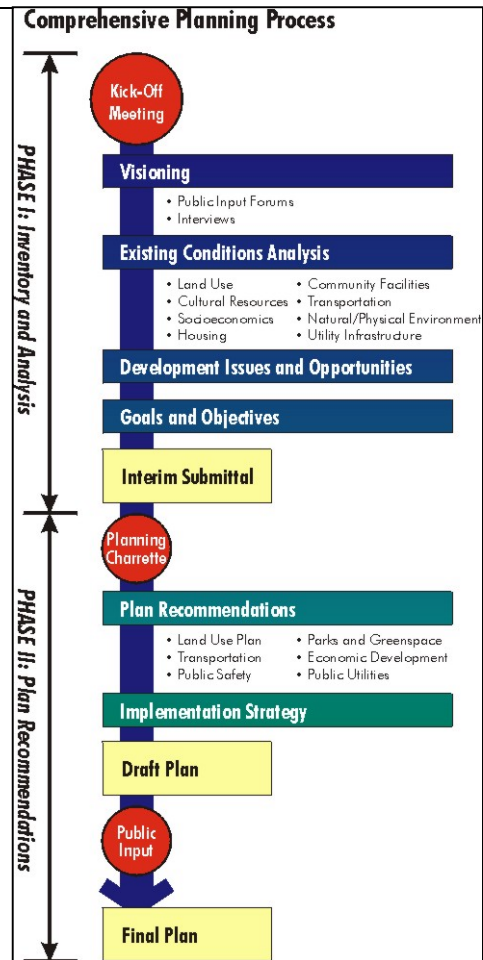 Comprehensive Planning Process
PHASE I: Inventory and Analysis
Kick-Off
Meeting
Visioning
• Public Input Forums
• Interviews
Existing Conditions Analysis
• Land Use
• Cultural Resources
• Socioeconomics
• Housing
• Community Facilities
• Transportation
• Natural/Physical Environment
• Utility Infrastructure
Development Issues and Opportunities
Goals and Objectives
Interim Submittal
PHASE II: Plan Recommendations
Planning
Charrette
Plan Recommendations
• Land Use Plan
• Transportation
• Public Safety
• Parks and Greenspace
• Economic Development
• Public Utilities
Implementation Strategy
Draft Plan
Public
Input
Final Plan